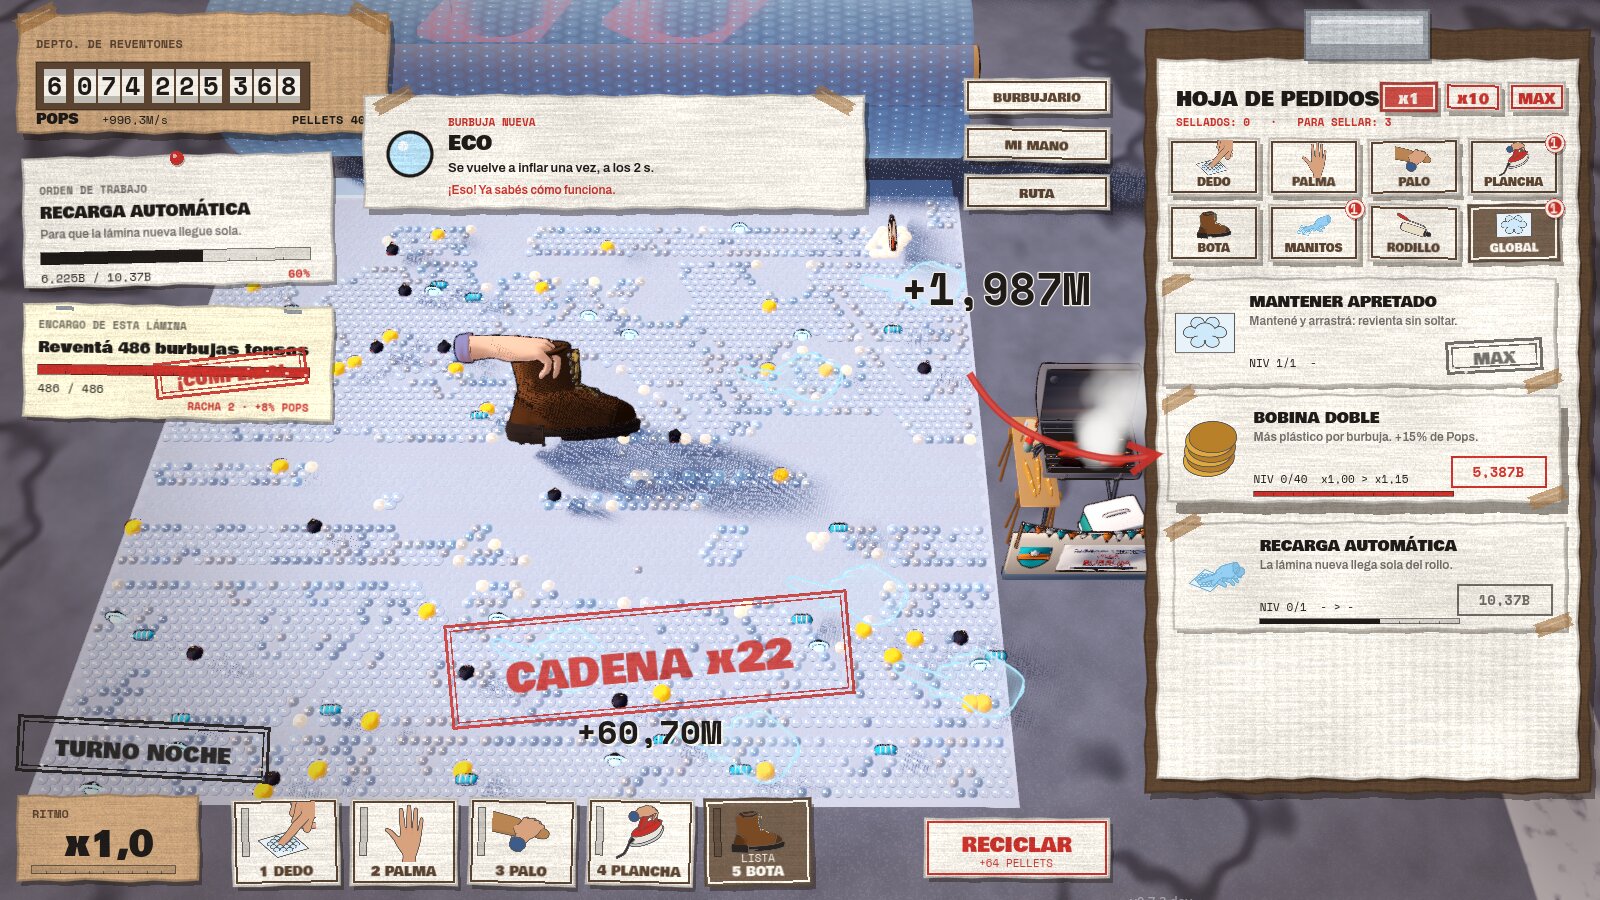 DEPTO. DE REVENTONES
6 074 225 368
POPS +996,3M/s PELLETS 40
ORDEN DE TRABAJO
RECARGA AUTOMÁTICA
Para que la lámina nueva llegue sola.
6,225B / 10,37B 60%
ENCARGO DE ESTA LÁMINA
Reventá 486 burbujas tensas
486 / 486
RACHA 2 · +8% POPS
BURBUJA NUEVA
ECO
Se vuelve a inflar una vez, a los 2 s.
¡Eso! Ya sabés cómo funciona.
BURBUJARIO
MI MANO
RUTA
+1,987M
CADENA x22
+60,70M
TURNO NOCHE
RITMO
x1,0
1 DEDO
2 PALMA
3 PALO
4 PLANCHA
LISTA
5 BOTA
RECICLAR
+64 PELLETS
HOJA DE PEDIDOS x1 x10 MAX
SELLADOS: 0 · PARA SELLAR: 3
DEDO PALMA PALO PLANCHA 1
BOTA MANITOS 1 RODILLO GLOBAL 1
MANTENER APRETADO
Mantené y arrastrá: revienta sin soltar.
NIV 1/1 - MAX
BOBINA DOBLE
Más plástico por burbuja. +15% de Pops.
NIV 0/40 x1,00 > x1,15 5,387B
RECARGA AUTOMÁTICA
La lámina nueva llega sola del rollo.
NIV 0/1 - > - 10,37B